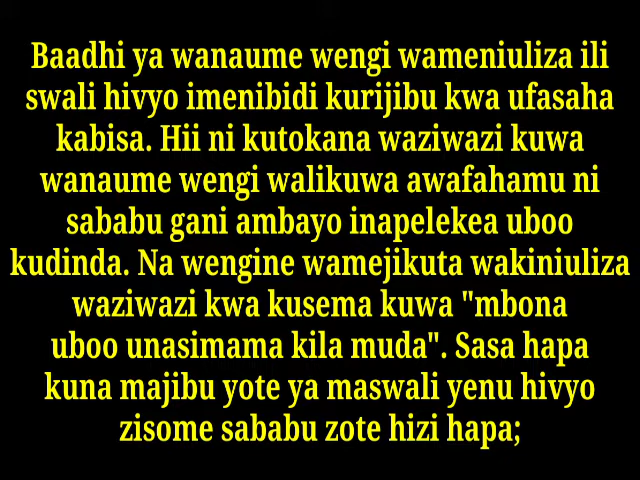 Baadhi ya wanaume wengi wameniuliza ili
swali hivyo imenibidi kurijibu kwa ufasaha
kabisa. Hii ni kutokana waziwazi kuwa
wanaume wengi walikuwa awafahamu ni
sababu gani ambayo inapelekea uboo
kudinda. Na wengine wamejikuta wakiniuliza
waziwazi kwa kusema kuwa "mbona
uboo unasimama kila muda". Sasa hapa
kuna majibu yote ya maswali yenu hivyo
zisome sababu zote hizi hapa;